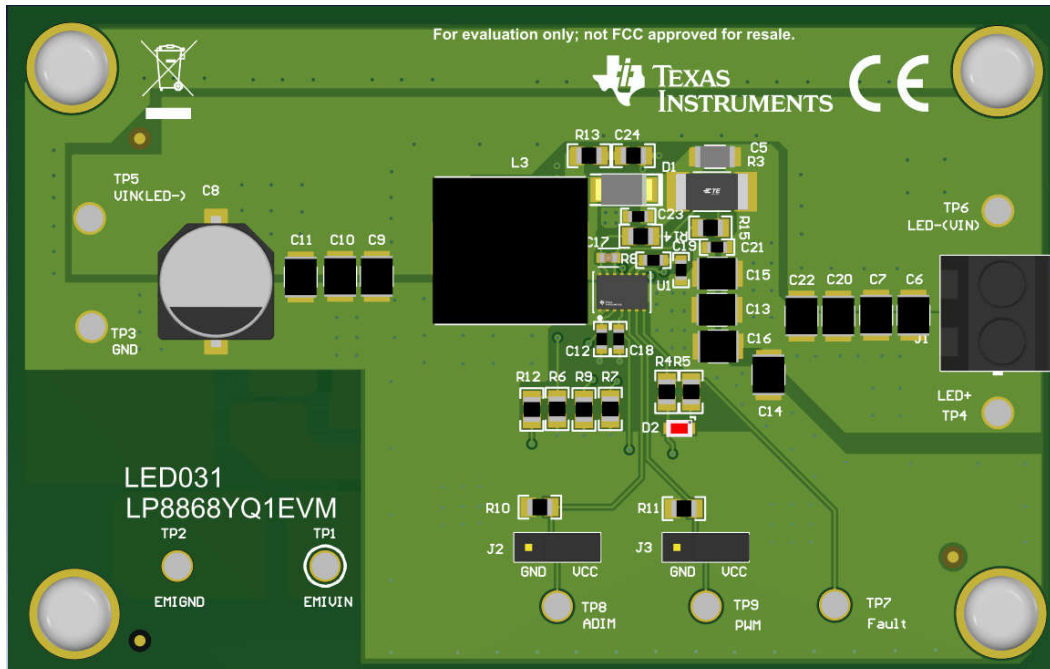 For evaluation only; not FCC approved for resale.
TEXAS
INSTRUMENTS
CE
R13
C24
C5
R3
L3
D1
TP5
VIN(LED-)
C8
TP6
LED-(VIN)
TE
C23
R14
R15
C17
C19
C21
R8
U1
C11
C10
C9
C15
C22
C20
C7
C6
C13
TP3
GND
J1
C12
C18
C16
R12
R6
R9
R7
R4
R5
C14
LED+
TP4
D2
LED031
LP8868YQ1EVM
R10
R11
TP2
TP1
J2
J3
GND
VCC
GND
VCC
EMIGND
EMIVIN
TP8
ADIM
TP9
PWM
TP7
Fault